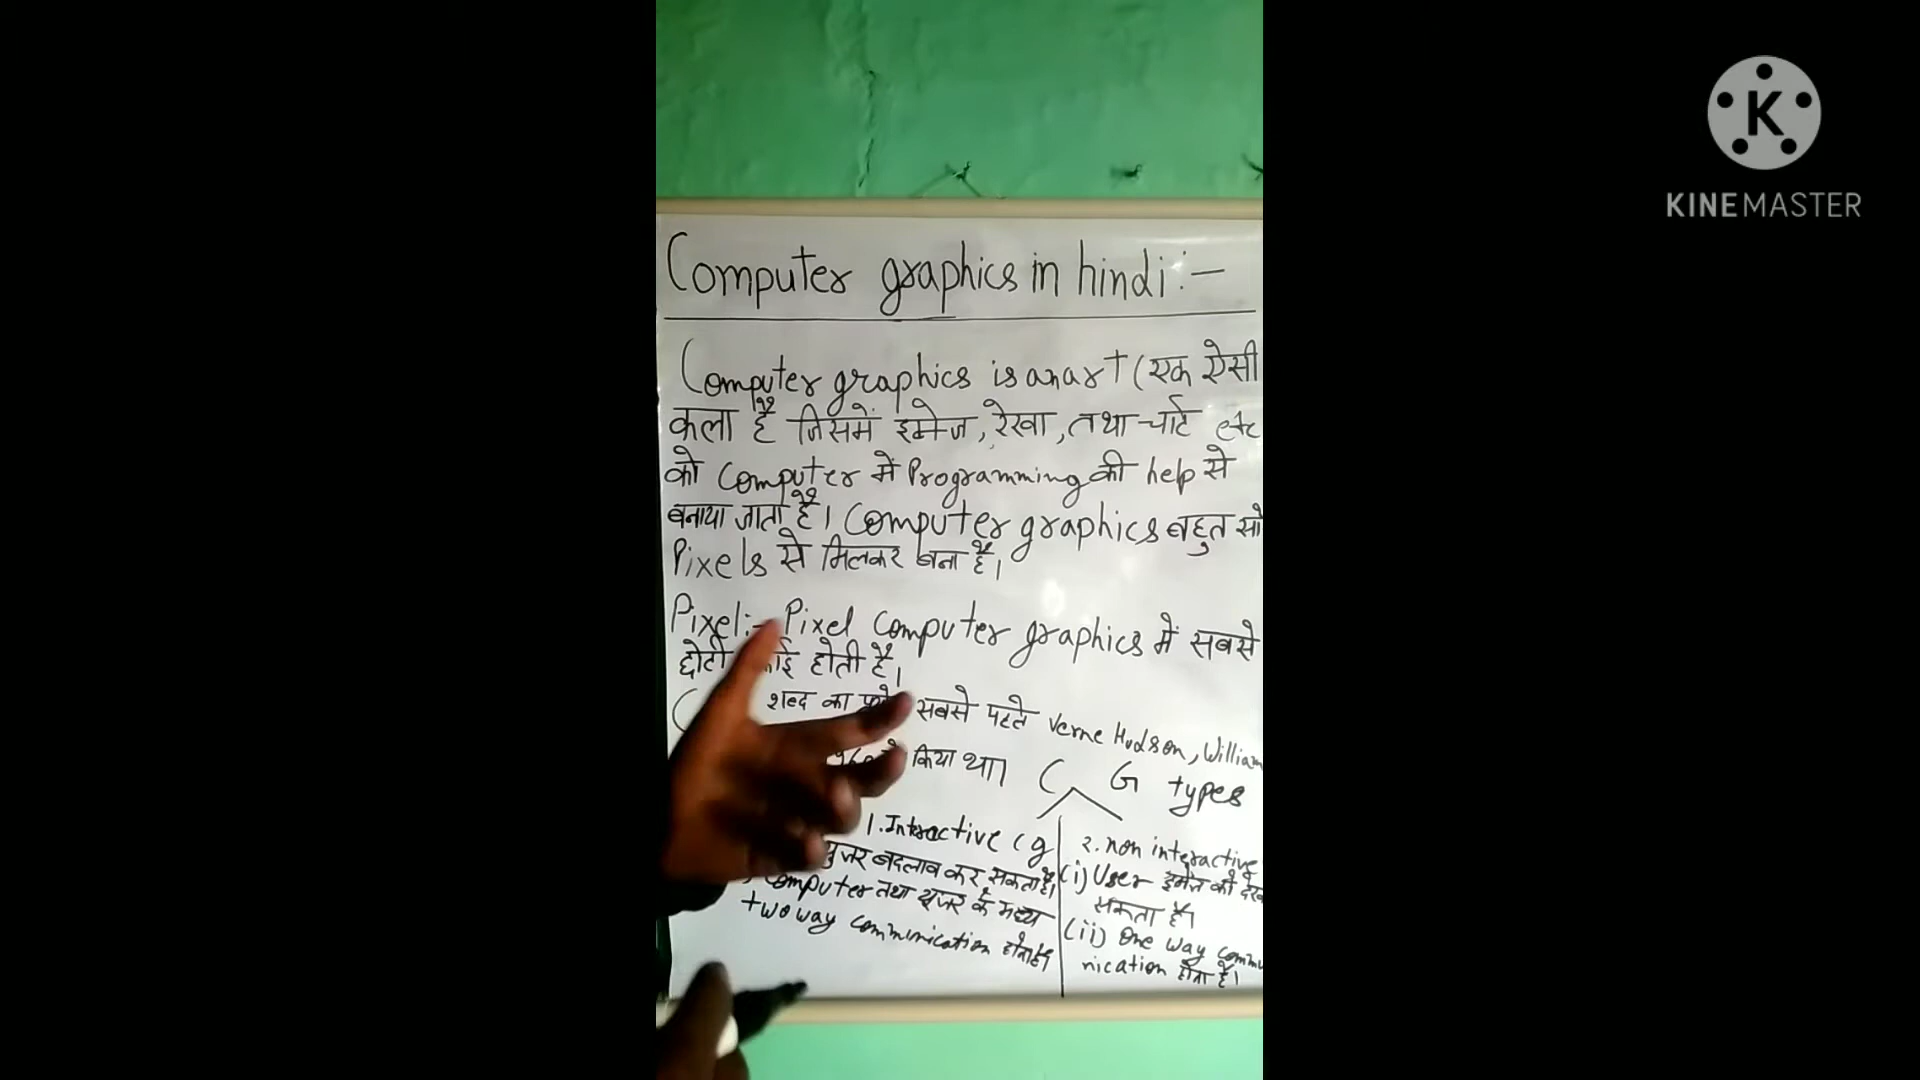 KINEMASTER
Computer graphics in hindi :-
Computer graphics is an art (एक ऐसी
कला है जिसमें इमेज, रेखा, तथा चार्ट etc
को Computer में Programming की help से
बनाया जाता है। Computer graphics बहुत
Pixels से मिलकर बना है।
Pixel:- Pixel Computer graphics में सबसे
छोटी होती है।
शब्द का सबसे पहले Verne Hudson, William
किया था।
C G types
1. Interactive Cg
यूजर बदलाव कर सकता है।
Computer तथा यूजर के मध्य
two way communication होता है।
2. non interactive
(i) User इमेज को देख
सकता है।
(ii) One way commu
nication होता है।